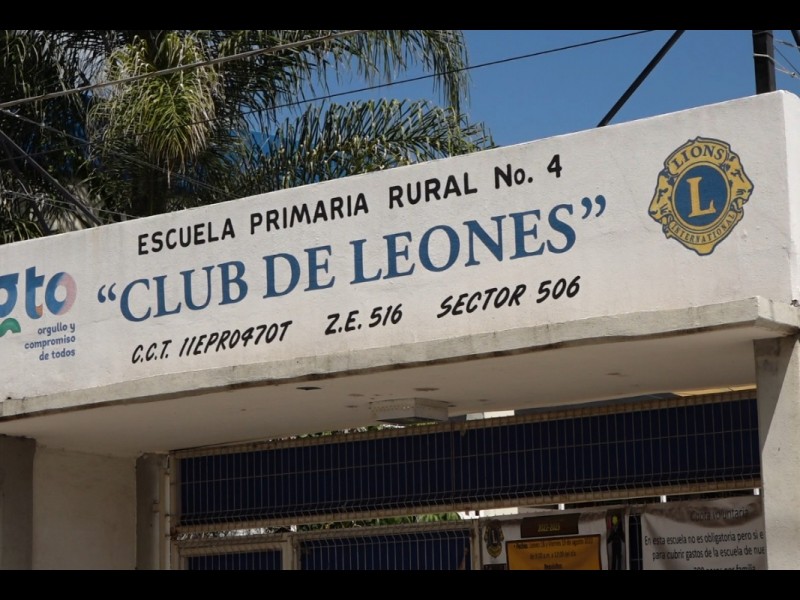 ESCUELA PRIMARIA RURAL No. 4
"CLUB DE LEONES"
C.C.T. 11EPR0470T Z.E. 516 SECTOR 506
gto
orgullo y
compromiso
de todos
LIONS
L
INTERNATIONAL
voluntaria
En esta escuela no es obligatoria pero si e
para cubrir gastos de la escuela de nue